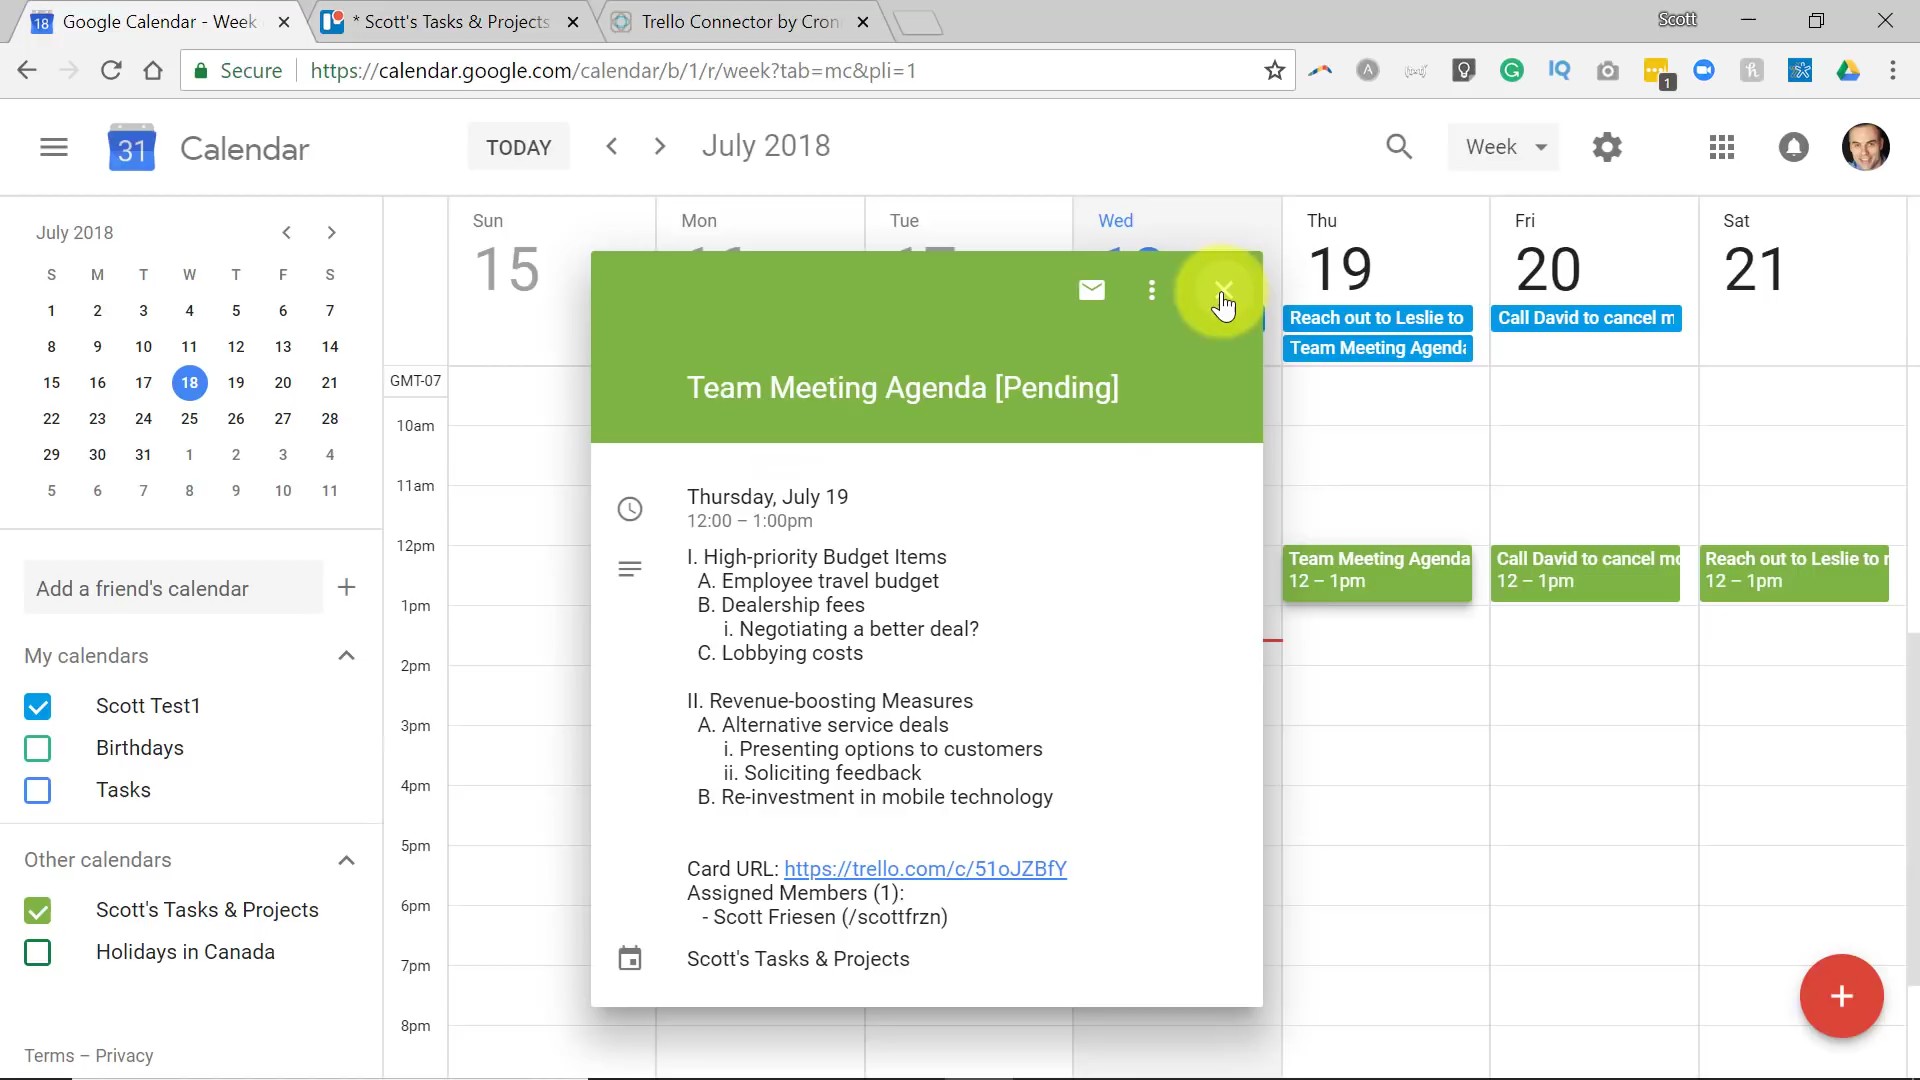 18 Google Calendar - Week
* Scott's Tasks & Projects
Trello Connector by Cron
Scott
Secure
https://calendar.google.com/calendar/b/1/r/week?tab=mc&pli=1
1
31 Calendar
TODAY
July 2018
Week
July 2018
S M T W T F S
1 2 3 4 5 6 7
8 9 10 11 12 13 14
15 16 17 18 19 20 21
22 23 24 25 26 27 28
29 30 31 1 2 3 4
5 6 7 8 9 10 11
Add a friend's calendar
My calendars
Scott Test1
Birthdays
Tasks
Other calendars
Scott's Tasks & Projects
Holidays in Canada
Terms – Privacy
Sun Mon Tue Wed Thu Fri Sat
15 19 20 21
Reach out to Leslie to
Call David to cancel m
Team Meeting Agenda
GMT-07
10am
11am
12pm
1pm
2pm
3pm
4pm
5pm
6pm
7pm
8pm
Team Meeting Agenda
12 – 1pm
Call David to cancel mo
12 – 1pm
Reach out to Leslie to r
12 – 1pm
Team Meeting Agenda [Pending]
Thursday, July 19
12:00 – 1:00pm
I. High-priority Budget Items
A. Employee travel budget
B. Dealership fees
i. Negotiating a better deal?
C. Lobbying costs
II. Revenue-boosting Measures
A. Alternative service deals
i. Presenting options to customers
ii. Soliciting feedback
B. Re-investment in mobile technology
Card URL: https://trello.com/c/51oJZBfY
Assigned Members (1):
- Scott Friesen (/scottfrzn)
Scott's Tasks & Projects